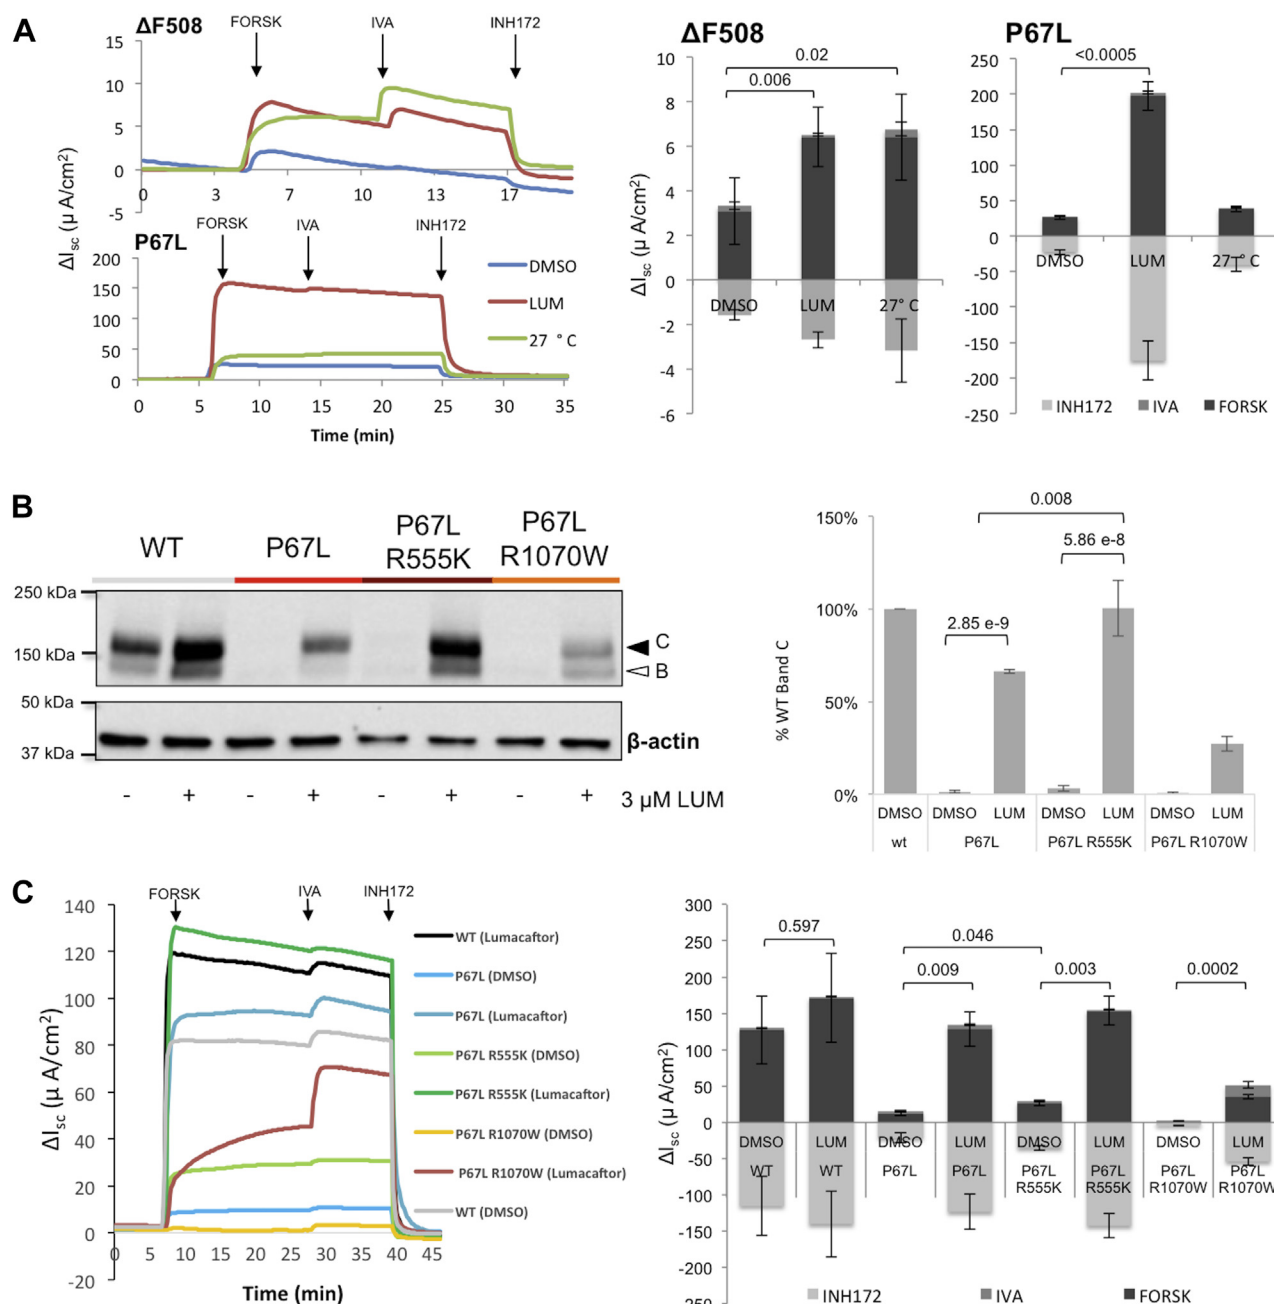 A
ΔF508
FORSK
IVA
INH172
15
10
5
0
-5
0 3 7 10 13 17
ΔIsc (µ A/cm²)
P67L
FORSK
IVA
INH172
200
150
100
50
0
0 5 10 15 20 25 30 35
Time (min)
DMSO
LUM
27 ° C
ΔF508
0.02
0.006
10
8
6
4
2
0
-2
-4
-6
ΔIsc (µ A/cm²)
DMSO LUM 27° C
P67L
<0.0005
250
200
150
100
50
0
-50
-100
-150
-200
-250
DMSO LUM 27° C
INH172 IVA FORSK
B
WT
P67L
P67L
R555K
P67L
R1070W
250 kDa
150 kDa
C
B
50 kDa
37 kDa
β-actin
- + - + - + - + 3 µM LUM
0.008
5.86 e-8
2.85 e-9
150%
100%
50%
0%
% WT Band C
DMSO DMSO LUM DMSO LUM DMSO LUM
wt P67L P67L R555K P67L R1070W
C
FORSK
IVA
INH172
140
120
100
80
60
40
20
0
-20
ΔIsc (µ A/cm²)
0 5 10 15 20 25 30 35 40 45
Time (min)
WT (Lumacaftor)
P67L (DMSO)
P67L (Lumacaftor)
P67L R555K (DMSO)
P67L R555K (Lumacaftor)
P67L R1070W (DMSO)
P67L R1070W (Lumacaftor)
WT (DMSO)
300
250
200
150
100
50
0
-50
-100
-150
-200
-250
ΔIsc (µ A/cm²)
0.597
0.046
0.009
0.003
0.0002
DMSO LUM DMSO LUM DMSO LUM DMSO LUM
WT WT P67L P67L P67L P67L P67L P67L
R555K R555K R1070W R1070W
INH172 IVA FORSK